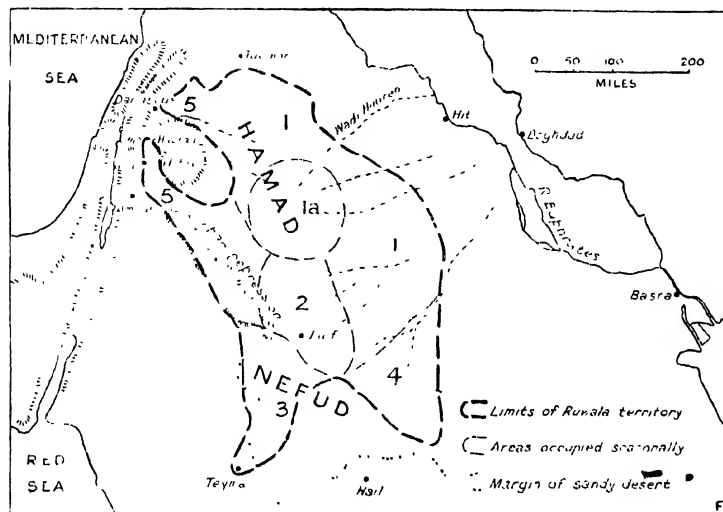 MEDITERRANEAN
SEA
0 50 100 200
MILES
5
1
Wadi Hauran
Hit
Baghdad
HAMAD
1a
5
1
R. Euphrates
2
Basra
Jauf
NEFUD
4
3
Limits of Ruwala territory
Areas occupied seasonally
RED
SEA
Teyma
Hail
Margin of sandy desert
F